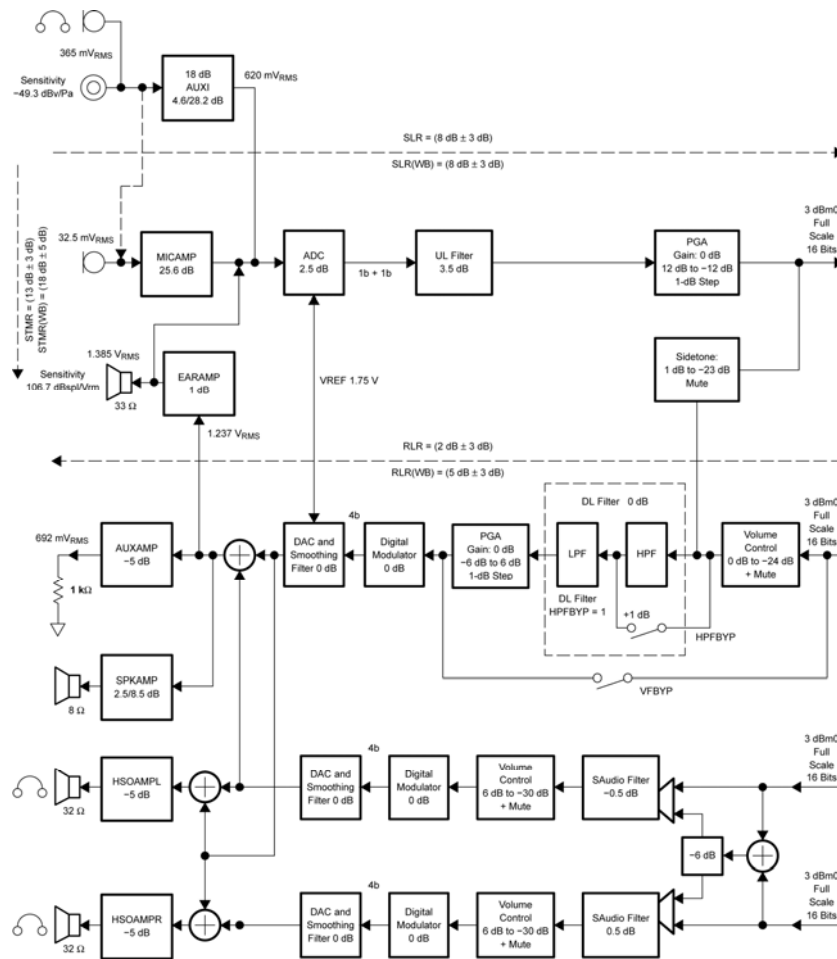 365 mVRMS
Sensitivity
−49.3 dBv/Pa
18 dB
AUXI
4.6/28.2 dB
620 mVRMS
SLR = (8 dB ± 3 dB)
SLR(WB) = (8 dB ± 3 dB)
STMR = (13 dB ± 3 dB)
STMR(WB) = (18 dB ± 5 dB)
32.5 mVRMS
MICAMP
25.6 dB
ADC
2.5 dB
1b + 1b
UL Filter
3.5 dB
PGA
Gain: 0 dB
12 dB to −12 dB
1-dB Step
3 dBm0
Full
Scale
16 Bits
1.385 VRMS
Sensitivity
106.7 dBspl/Vrm
33 Ω
EARAMP
1 dB
VREF 1.75 V
Sidetone:
1 dB to −23 dB
Mute
1.237 VRMS
RLR = (2 dB ± 3 dB)
RLR(WB) = (5 dB ± 3 dB)
692 mVRMS
1 kΩ
AUXAMP
−5 dB
DAC and
Smoothing
Filter 0 dB
4b
Digital
Modulator
0 dB
PGA
Gain: 0 dB
−6 dB to 6 dB
1-dB Step
DL Filter 0 dB
LPF
HPF
DL Filter
HPFBYP = 1
+1 dB
HPFBYP
Volume
Control
0 dB to −24 dB
+ Mute
3 dBm0
Full
Scale
16 Bits
VFBYP
SPKAMP
2.5/8.5 dB
8 Ω
HSOAMPL
−5 dB
32 Ω
DAC and
Smoothing
Filter 0 dB
4b
Digital
Modulator
0 dB
Volume
Control
6 dB to −30 dB
+ Mute
SAudio Filter
−0.5 dB
3 dBm0
Full
Scale
16 Bits
−6 dB
HSOAMPR
−5 dB
32 Ω
DAC and
Smoothing
Filter 0 dB
4b
Digital
Modulator
0 dB
Volume
Control
6 dB to −30 dB
+ Mute
SAudio Filter
0.5 dB
3 dBm0
Full
Scale
16 Bits